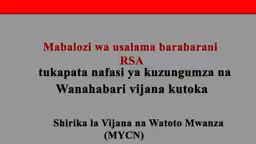 Mabalozi wa usalama barabarani
RSA
tukapata nafasi ya kuzungumza na
Wanahabari vijana kutoka
Shirika la Vijana na Watoto Mwanza
(MYCN)